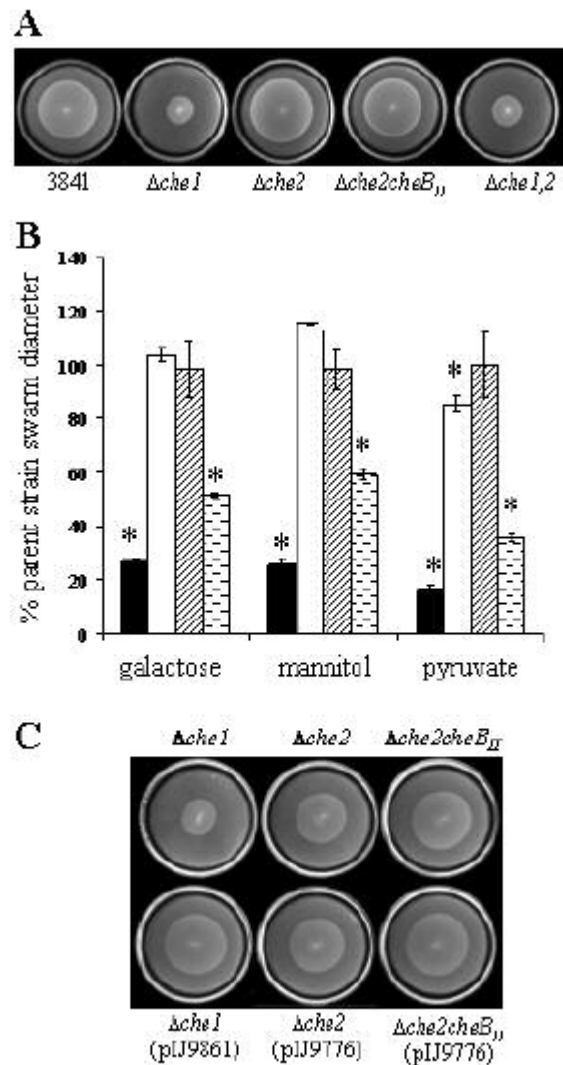 A
3841 Δche1 Δche2 Δche2cheB_II Δche1,2
B
% parent strain swarm diameter
140
120
100
80
60
40
20
0
* * * * * * *
galactose mannitol pyruvate
C
Δche1 Δche2 Δche2cheB_II
Δche1 Δche2 Δche2cheB_II
(pIJ9861) (pIJ9776) (pIJ9776)